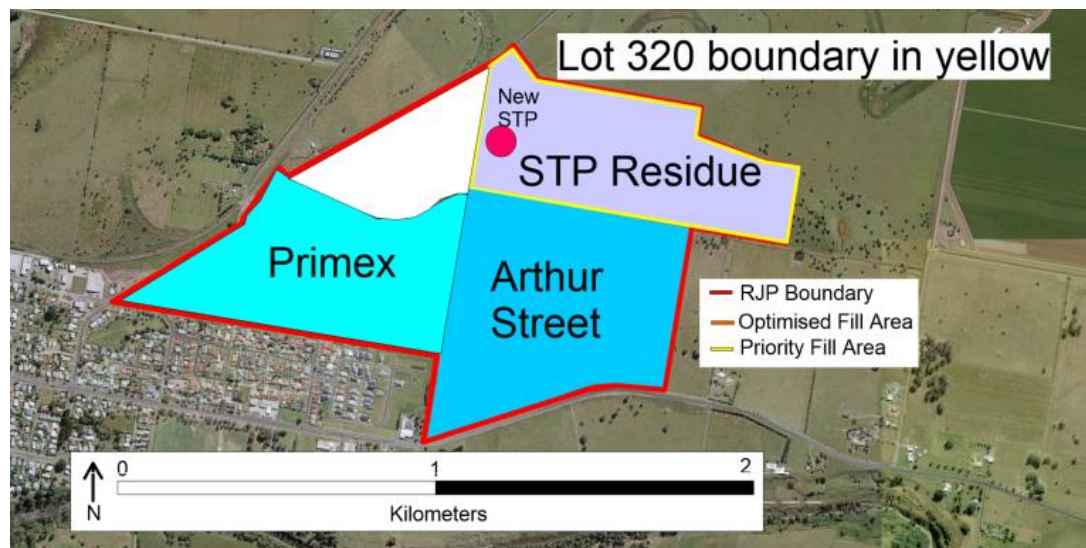 Lot 320 boundary in yellow
New
STP
STP Residue
Primex
Arthur
Street
RJP Boundary
Optimised Fill Area
Priority Fill Area
0 1 2
N
Kilometers